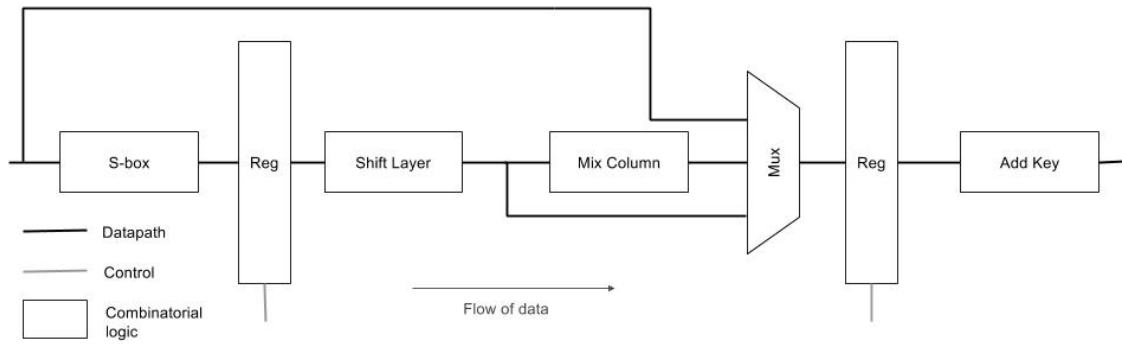 S-box
Reg
Shift Layer
Mix Column
Mux
Reg
Add Key
Datapath
Control
Combinatorial
logic
Flow of data